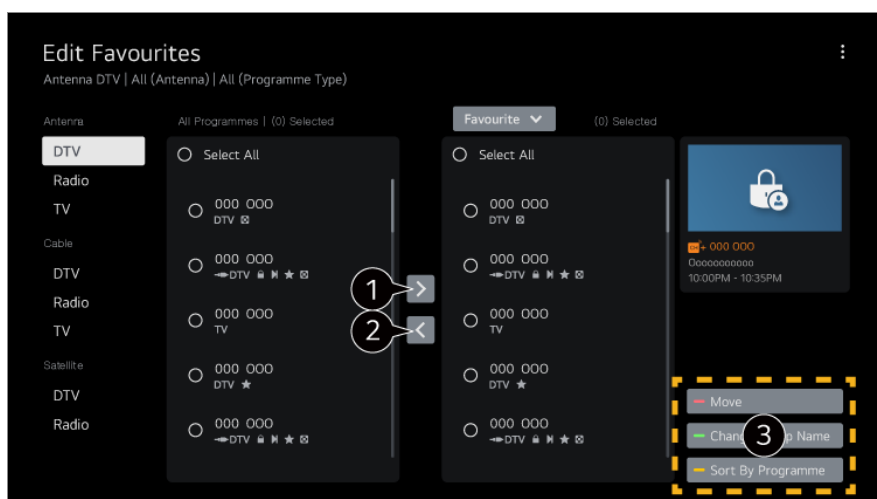 Edit Favourites
Antenna DTV | All (Antenna) | All (Programme Type)
Antenna
DTV
Radio
TV
Cable
DTV
Radio
TV
Satellite
DTV
Radio
All Programmes | (0) Selected
Select All
000 000
DTV
000 000
DTV
000 000
TV
000 000
DTV
000 000
DTV
1
2
Favourite
(0) Selected
Select All
000 000
DTV
000 000
DTV
000 000
TV
000 000
DTV
000 000
DTV
CH+ 000 000
Ooooooooooo
10:00PM - 10:35PM
Move
3
Name
Sort By Programme